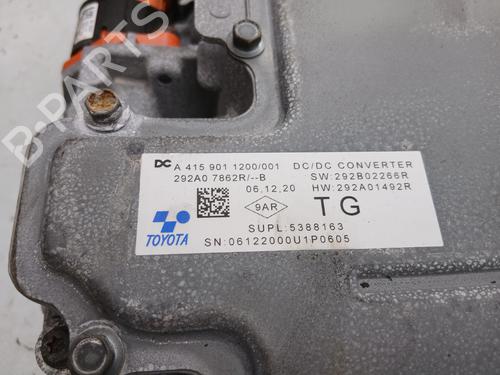 B-PARTS
DC A 415 901 1200/001 DC/DC CONVERTER
292A0 7862R/--B SW:292B02266R
06,12,20 HW:292A01492R
9AR TG
TOYOTA
SUPL:5388163
SN:06122000U1P0605